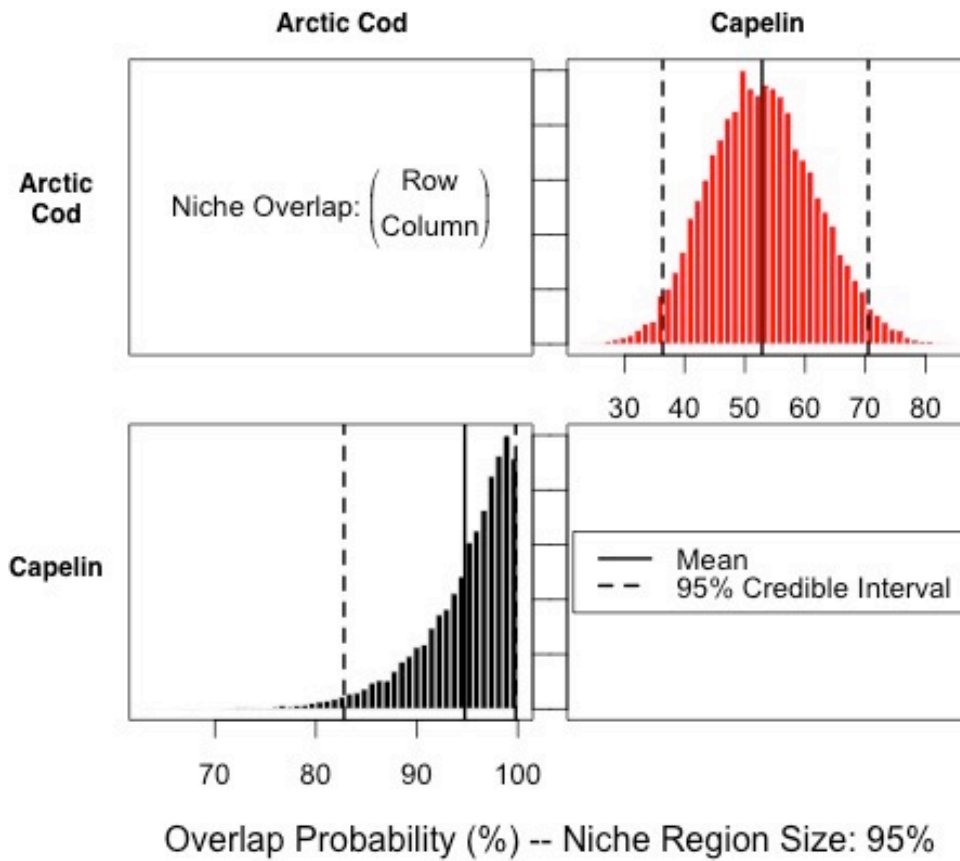 Arctic Cod
Capelin
Arctic
Cod
Niche Overlap: (Row
Column)
30 40 50 60 70 80
Capelin
Mean
95% Credible Interval
70 80 90 100
Overlap Probability (%) -- Niche Region Size: 95%